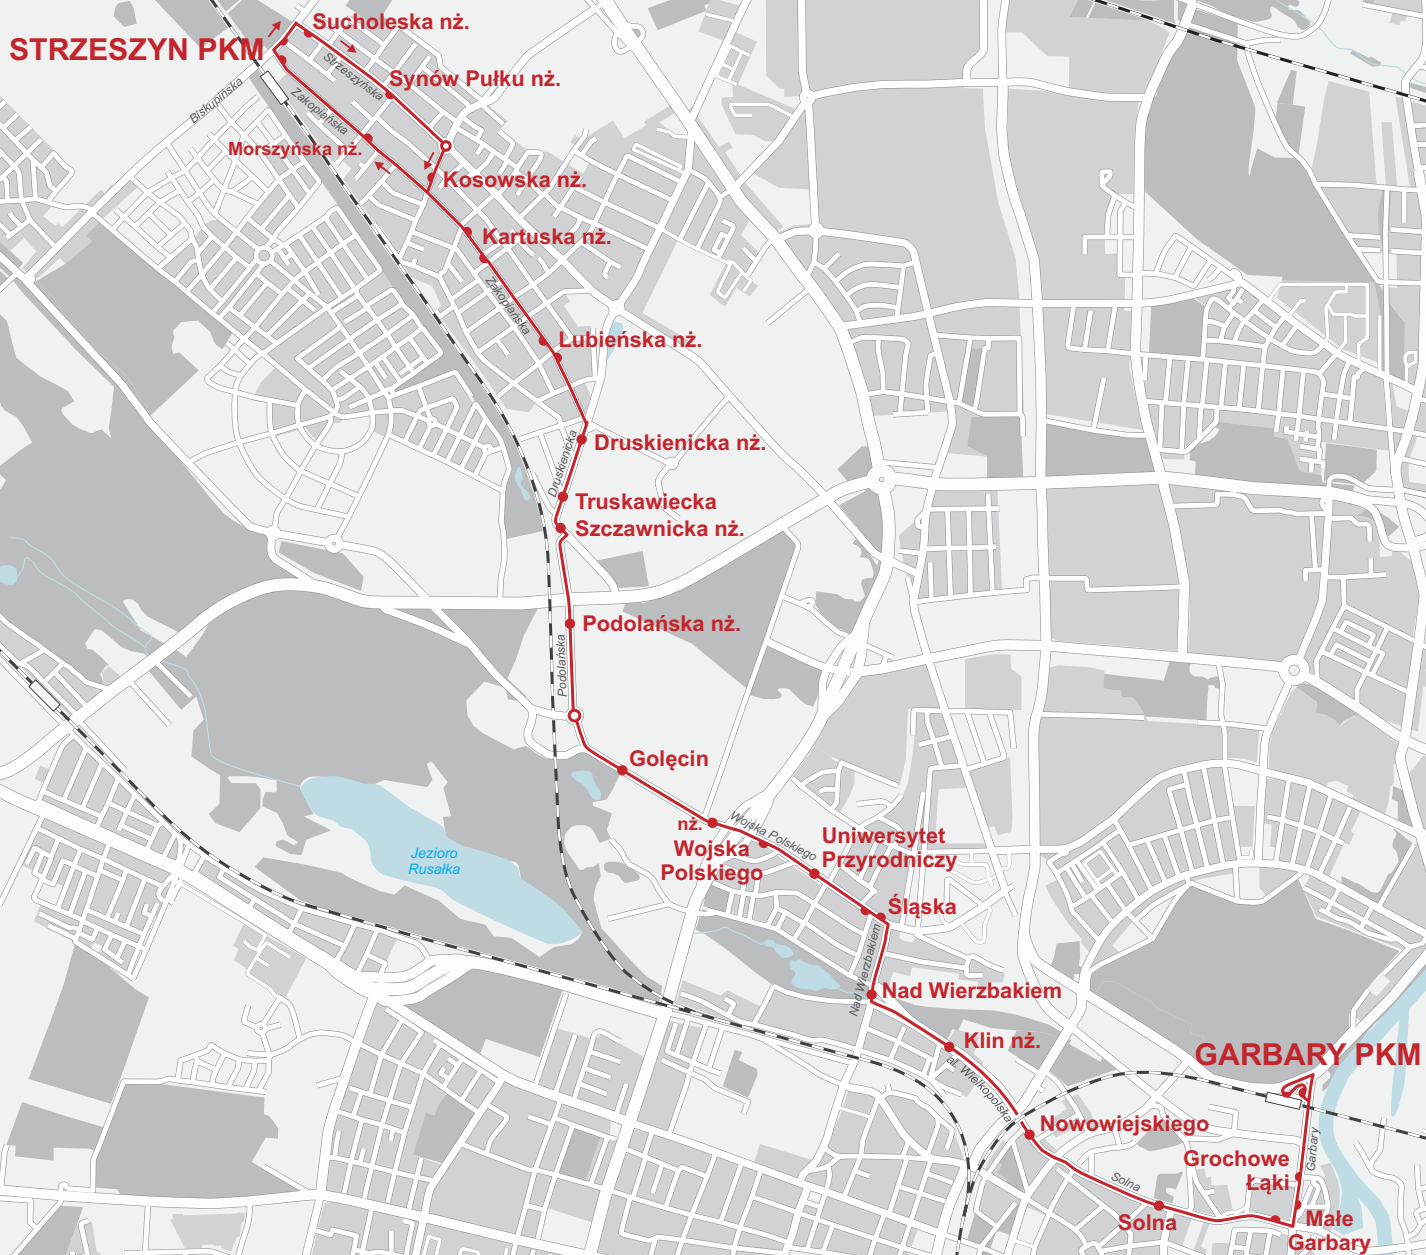 Sucholeska nż.
STRZESZYN PKM
Strzeszyńska
Synów Pułku nż.
Biskupińska
Zakopiańska
Morszyńska nż.
Kosowska nż.
Kartuska nż.
Zakopiańska
Lubieńska nż.
Druskienicka nż.
Druskienicka
Truskawiecka
Szczawnicka nż.
Podolańska nż.
Podolańska
Golęcin
nż.
Wojska
Polskiego
Wojska Polskiego
Uniwersytet
Przyrodniczy
Jezioro
Rusałka
Śląska
Nad Wierzbakiem
Nad Wierzbakiem
Klin nż.
al. Wielkopolska
GARBARY PKM
Nowowiejskiego
Garbary
Grochowe
Łąki
Solna
Solna
Małe
Garbary